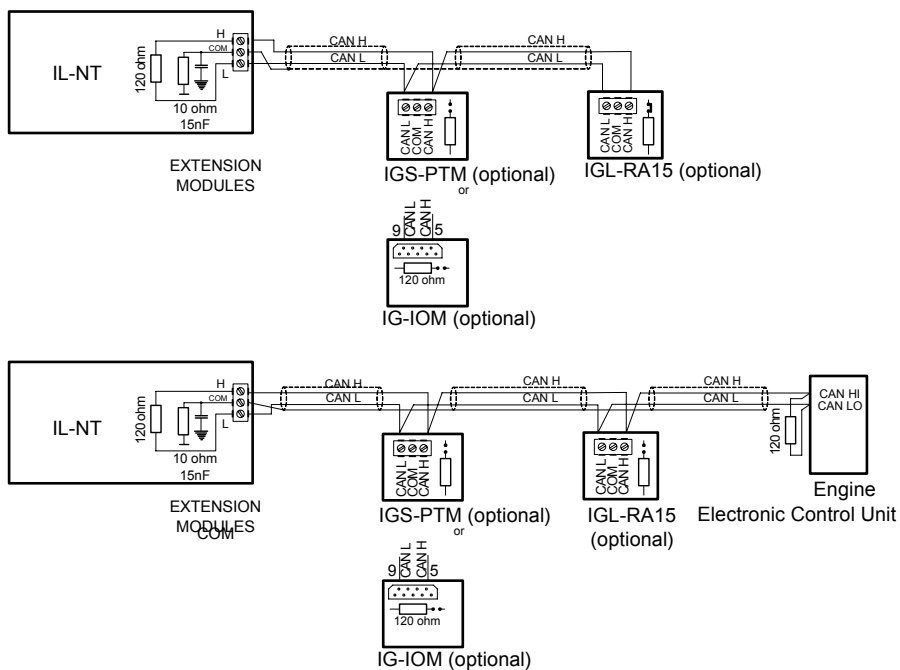 IL-NT
H
COM
L
120 ohm
10 ohm
15nF
CAN H
CAN L
CAN H
CAN L
EXTENSION
MODULES
CAN L
COM
CAN H
IGS-PTM (optional)
or
CAN L
COM
CAN H
IGL-RA15 (optional)
9
CAN L
CAN H
5
120 ohm
IG-IOM (optional)
IL-NT
H
COM
L
120 ohm
10 ohm
15nF
CAN H
CAN L
CAN H
CAN L
CAN H
CAN L
CAN HI
CAN LO
120 ohm
EXTENSION
MODULES
COM
CAN L
COM
CAN H
IGS-PTM (optional)
or
CAN L
COM
CAN H
IGL-RA15
(optional)
Engine
Electronic Control Unit
9
CAN L
CAN H
5
120 ohm
IG-IOM (optional)